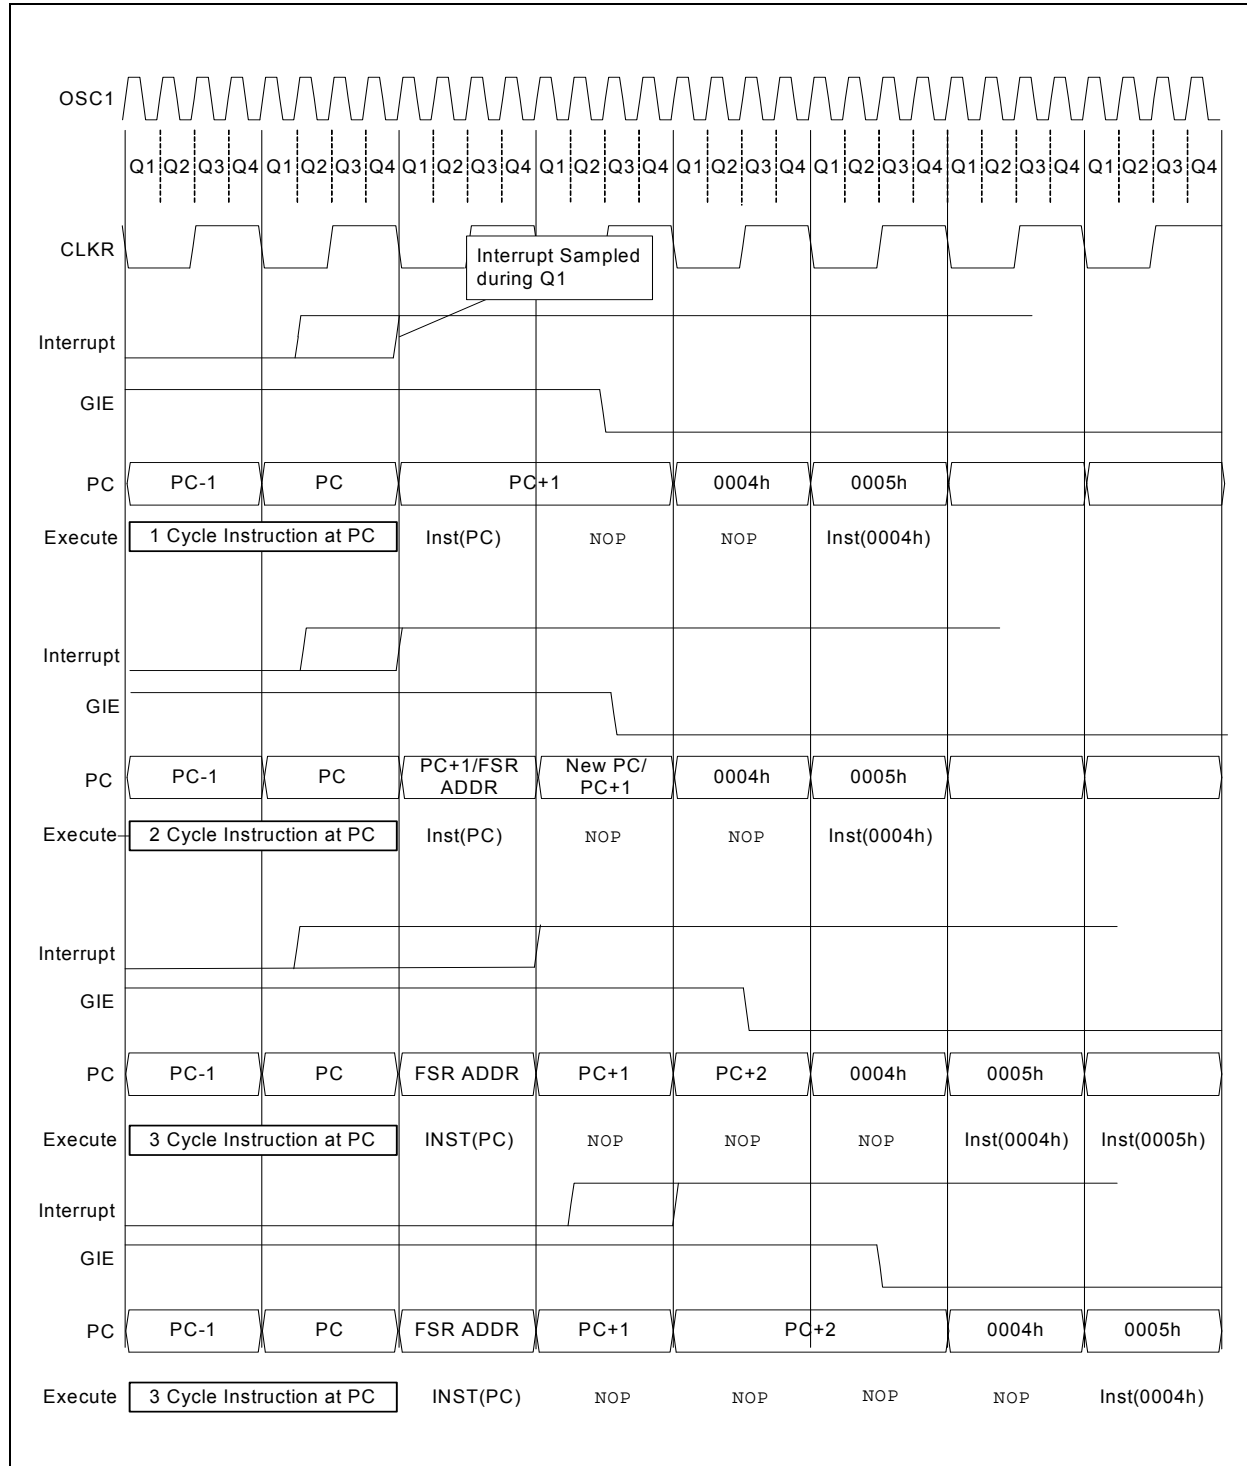 OSC1
Q1 Q2 Q3 Q4 Q1 Q2 Q3 Q4 Q1 Q2 Q3 Q4 Q1 Q2 Q3 Q4 Q1 Q2 Q3 Q4 Q1 Q2 Q3 Q4 Q1 Q2 Q3 Q4 Q1 Q2 Q3 Q4
CLKR
Interrupt Sampled
during Q1
Interrupt
GIE
PC PC-1 PC PC+1 0004h 0005h
Execute 1 Cycle Instruction at PC Inst(PC) NOP NOP Inst(0004h)
Interrupt
GIE
PC PC-1 PC PC+1/FSR ADDR New PC/ PC+1 0004h 0005h
Execute 2 Cycle Instruction at PC Inst(PC) NOP NOP Inst(0004h)
Interrupt
GIE
PC PC-1 PC FSR ADDR PC+1 PC+2 0004h 0005h
Execute 3 Cycle Instruction at PC INST(PC) NOP NOP NOP Inst(0004h) Inst(0005h)
Interrupt
GIE
PC PC-1 PC FSR ADDR PC+1 PC+2 0004h 0005h
Execute 3 Cycle Instruction at PC INST(PC) NOP NOP NOP NOP Inst(0004h)